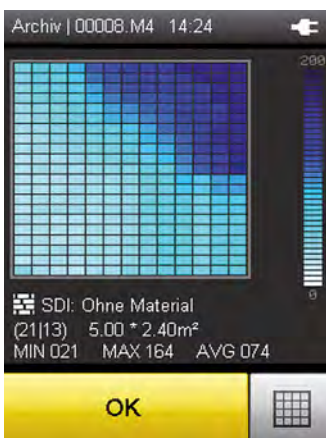 Archiv | 00008.M4 14:24
200
0
SDI: Ohne Material
(21|13) 5.00 * 2.40m²
MIN 021 MAX 164 AVG 074
OK